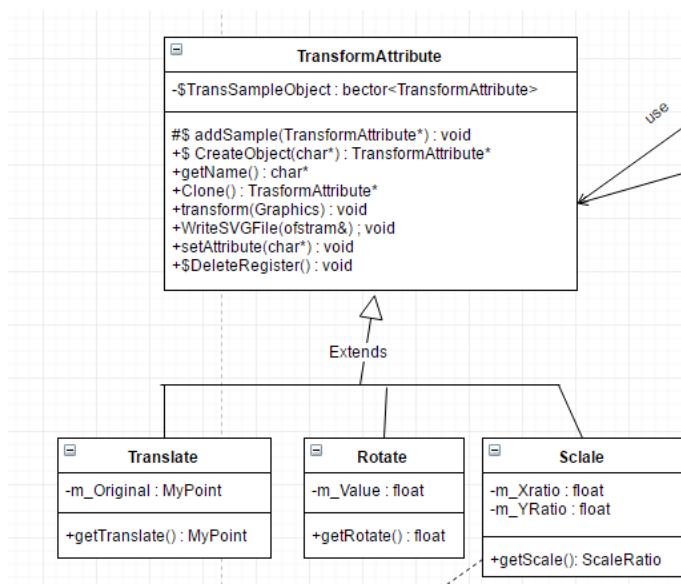 TransformAttribute
-$TransSampleObject : bector<TransformAttribute>
#$ addSample(TransformAttribute*) : void
+$ CreateObject(char*) : TransformAttribute*
+getName() : char*
+Clone() : TrasformAttribute*
+transform(Graphics) : void
+WriteSVGFile(ofstram&) ; void
+setAttribute(char*) : void
+$DeleteRegister() : void
use
Extends
Translate
-m_Original : MyPoint
+getTranslate() : MyPoint
Rotate
-m_Value : float
+getRotate() : float
Sclale
-m_Xratio : float
-m_YRatio : float
+getScale(): ScaleRatio